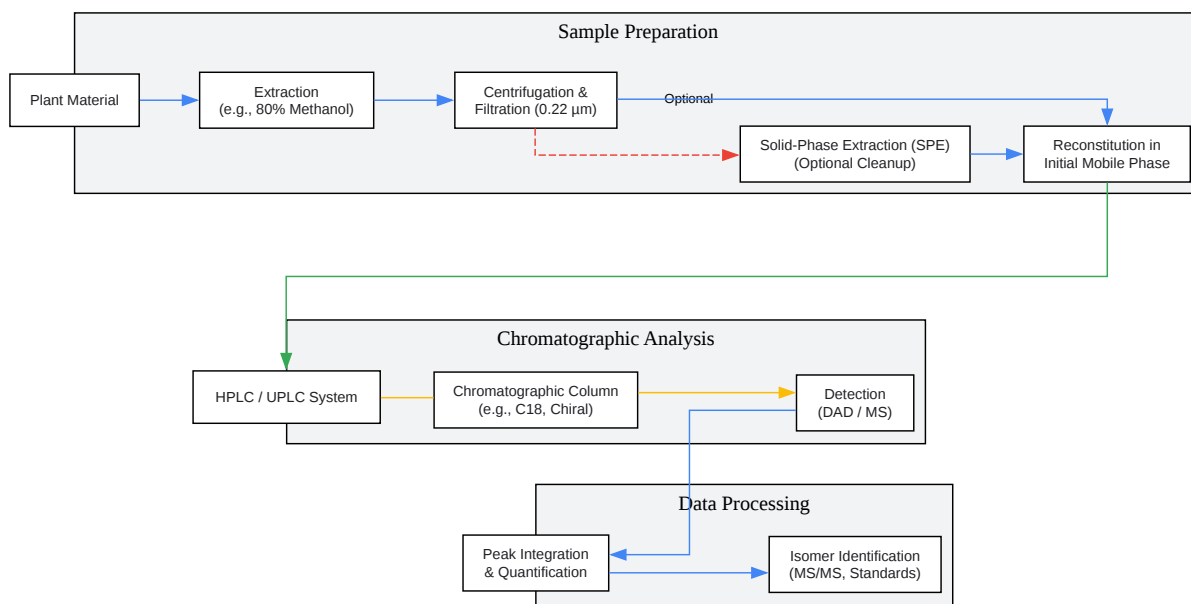 Sample Preparation
Plant Material
Extraction
(e.g., 80% Methanol)
Centrifugation &
Filtration (0.22 µm)
Optional
Solid-Phase Extraction (SPE)
(Optional Cleanup)
Reconstitution in
Initial Mobile Phase
Chromatographic Analysis
HPLC / UPLC System
Chromatographic Column
(e.g., C18, Chiral)
Detection
(DAD / MS)
Data Processing
Peak Integration
& Quantification
Isomer Identification
(MS/MS, Standards)